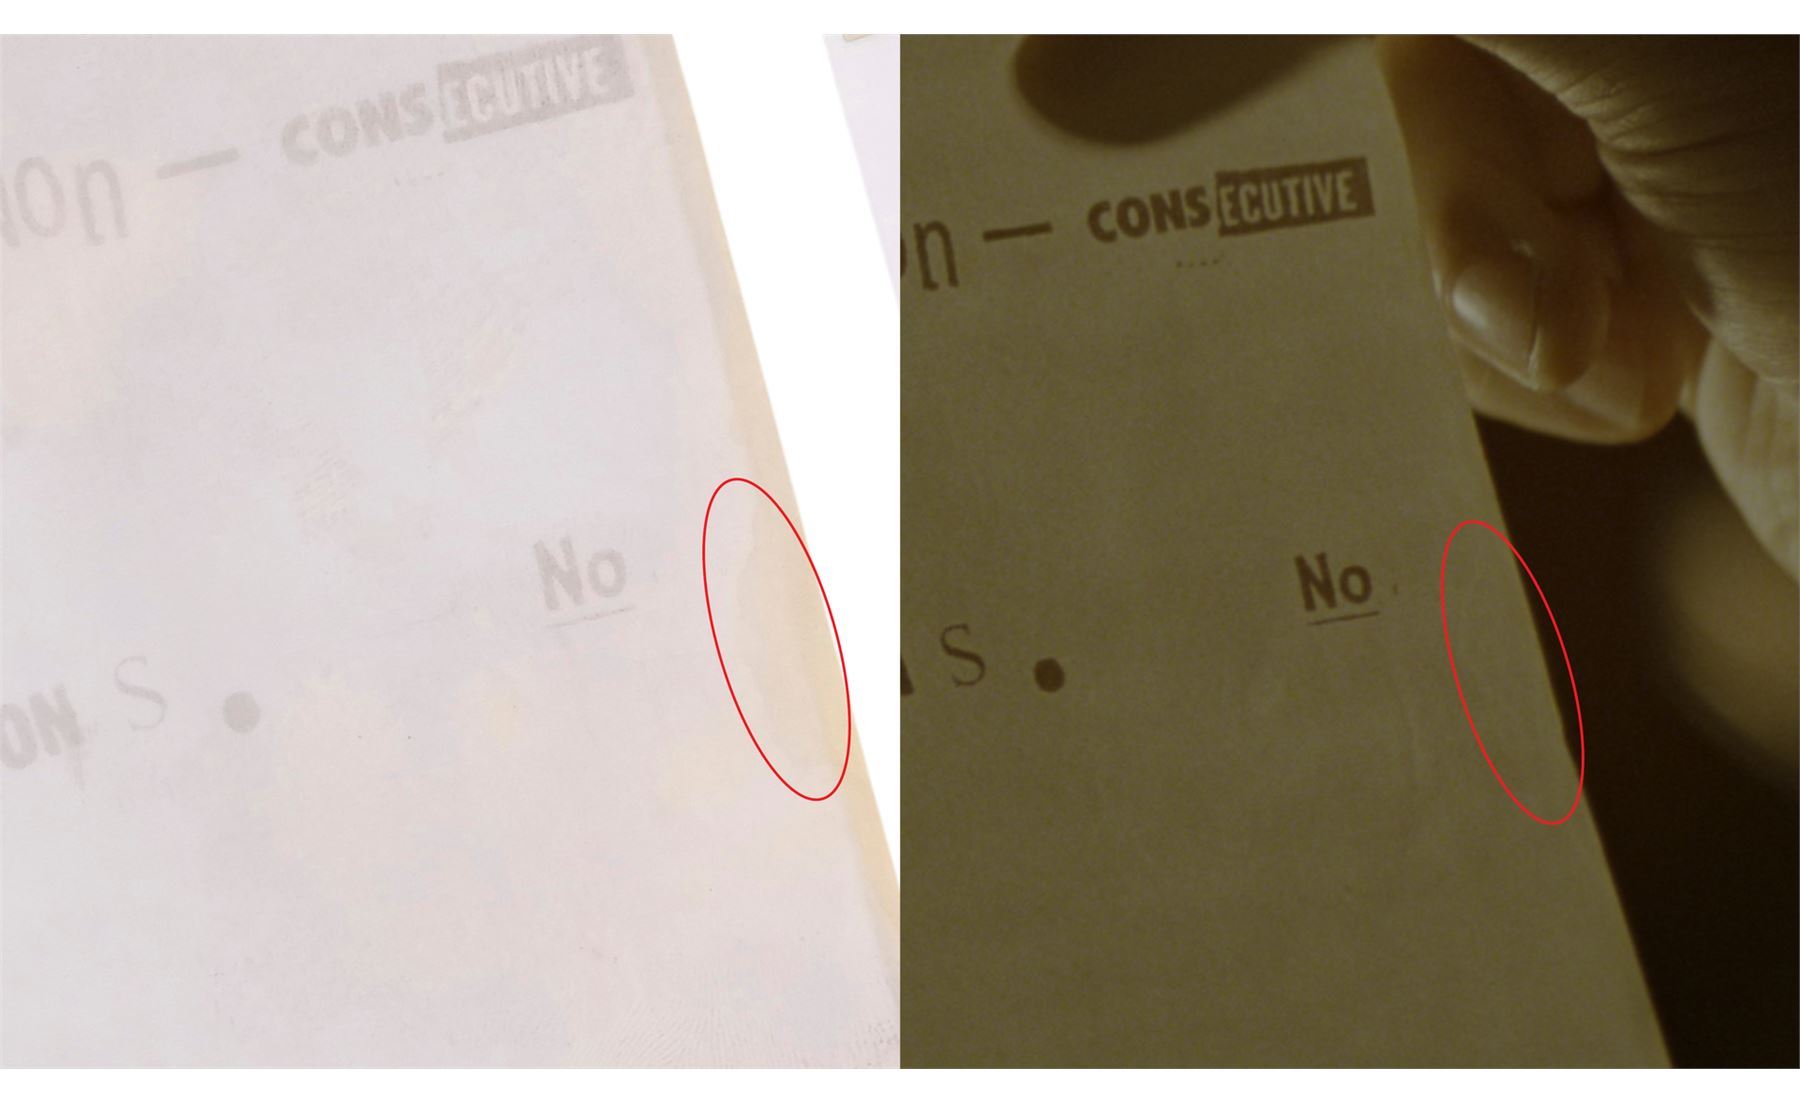 on — CONSECUTIVE
....
No
ON S .
n — CONSECUTIVE
....
No
S .